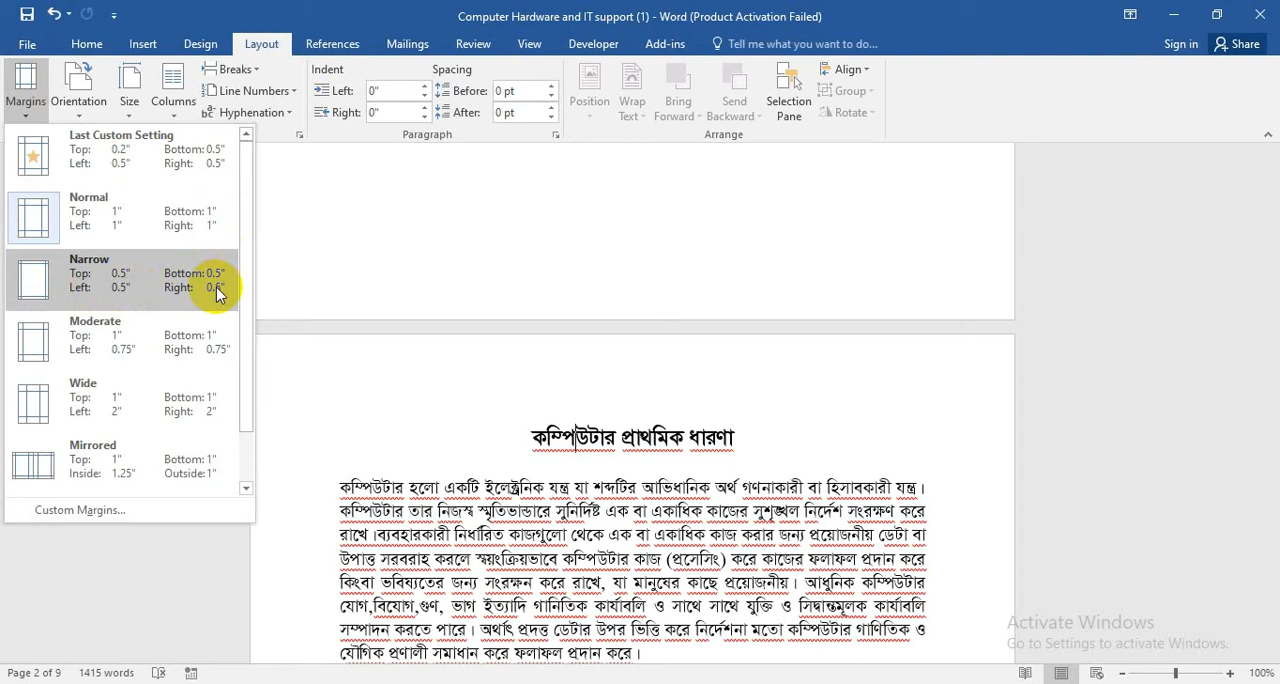 Computer Hardware and IT support (1) - Word (Product Activation Failed)
File Home Insert Design Layout References Mailings Review View Developer Add-ins Tell me what you want to do... Sign in Share
Margins Orientation Size Columns
Breaks
Line Numbers
Hyphenation
Indent Spacing
Left: 0" Before: 0 pt
Right: 0" After: 0 pt
Paragraph
Position Wrap Text Bring Forward Send Backward Selection Pane
Align
Group
Rotate
Arrange
Last Custom Setting
Top: 0.2" Bottom: 0.5"
Left: 0.5" Right: 0.5"
Normal
Top: 1" Bottom: 1"
Left: 1" Right: 1"
Narrow
Top: 0.5" Bottom: 0.5"
Left: 0.5" Right: 0.5"
Moderate
Top: 1" Bottom: 1"
Left: 0.75" Right: 0.75"
Wide
Top: 1" Bottom: 1"
Left: 2" Right: 2"
Mirrored
Top: 1" Bottom: 1"
Inside: 1.25" Outside: 1"
Custom Margins...
কম্পিউটার প্রাথমিক ধারণা
কম্পিউটার হলো একটি ইলেক্ট্রনিক যন্ত্র যা শব্দটির আভিধানিক অর্থ গণনাকারী বা হিসাবকারী যন্ত্র।
কম্পিউটার তার নিজস্ব স্মৃতিভান্ডারে সুনির্দিষ্ট এক বা একাধিক কাজের সুশৃঙ্খল নির্দেশ সংরক্ষণ করে
রাখে।ব্যবহারকারী নির্ধারিত কাজগুলো থেকে এক বা একাধিক কাজ করার জন্য প্রয়োজনীয় ডেটা বা
উপাত্ত সরবরাহ করলে স্বয়ংক্রিয়ভাবে কম্পিউটার কাজ (প্রসেসিং) করে কাজের ফলাফল প্রদান করে
কিংবা ভবিষ্যতের জন্য সংরক্ষন করে রাখে, যা মানুষের কাছে প্রয়োজনীয়। আধুনিক কম্পিউটার
যোগ,বিযোগ,গুণ, ভাগ ইত্যাদি গানিতিক কার্যাবলি ও সাথে সাথে যুক্তি ও সিদ্ধান্তমূলক কার্যাবলি
সম্পাদন করতে পারে। অর্থাৎ প্রদত্ত ডেটার উপর ভিত্তি করে নির্দেশনা মতো কম্পিউটার গাণিতিক ও
যৌগিক প্রণালী সমাধান করে ফলাফল প্রদান করে।
Activate Windows
Go to Settings to activate Windows.
Page 2 of 9 1415 words 100%